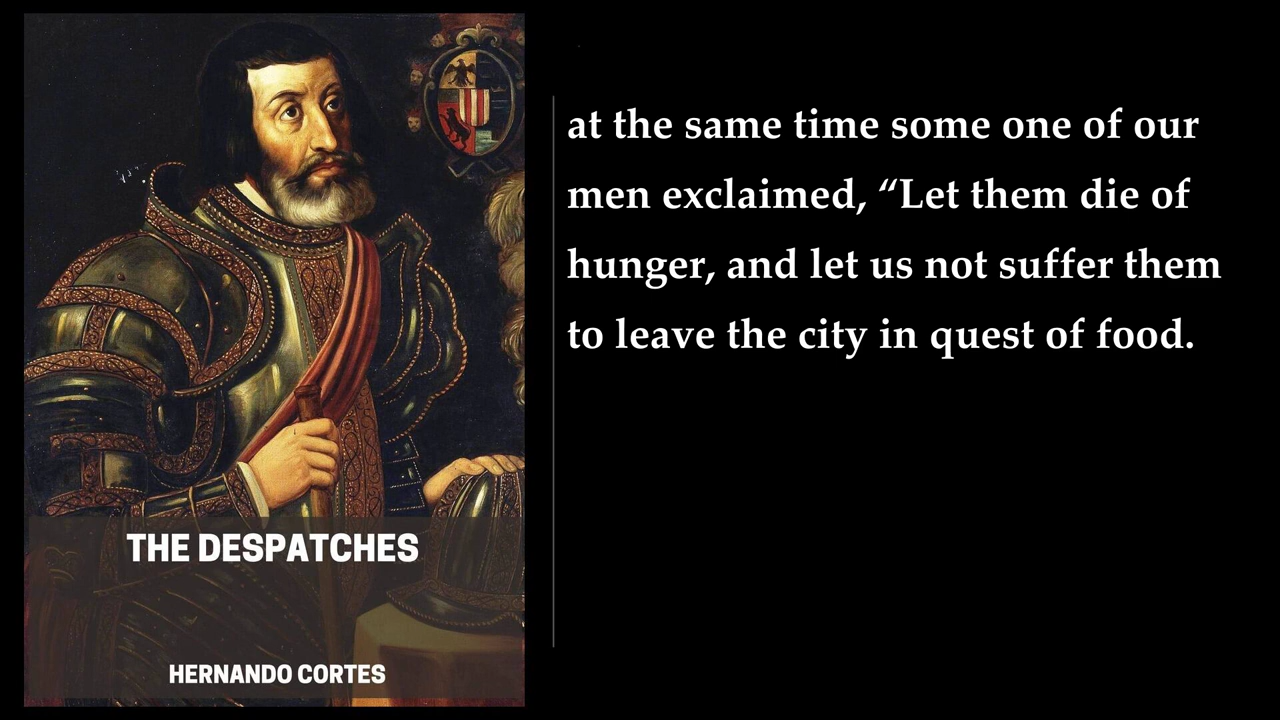 at the same time some one of our
men exclaimed, “Let them die of
hunger, and let us not suffer them
to leave the city in quest of food.
THE DESPATCHES
HERNANDO CORTES